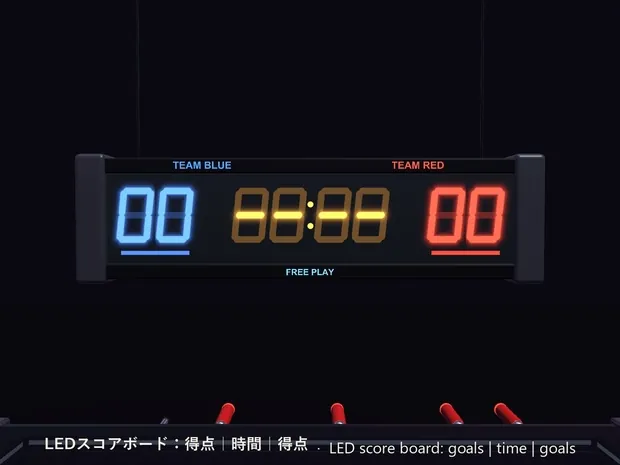 TEAM BLUE TEAM RED
00 --:-- 00
FREE PLAY
LEDスコアボード：得点｜時間｜得点 . LED score board: goals | time | goals